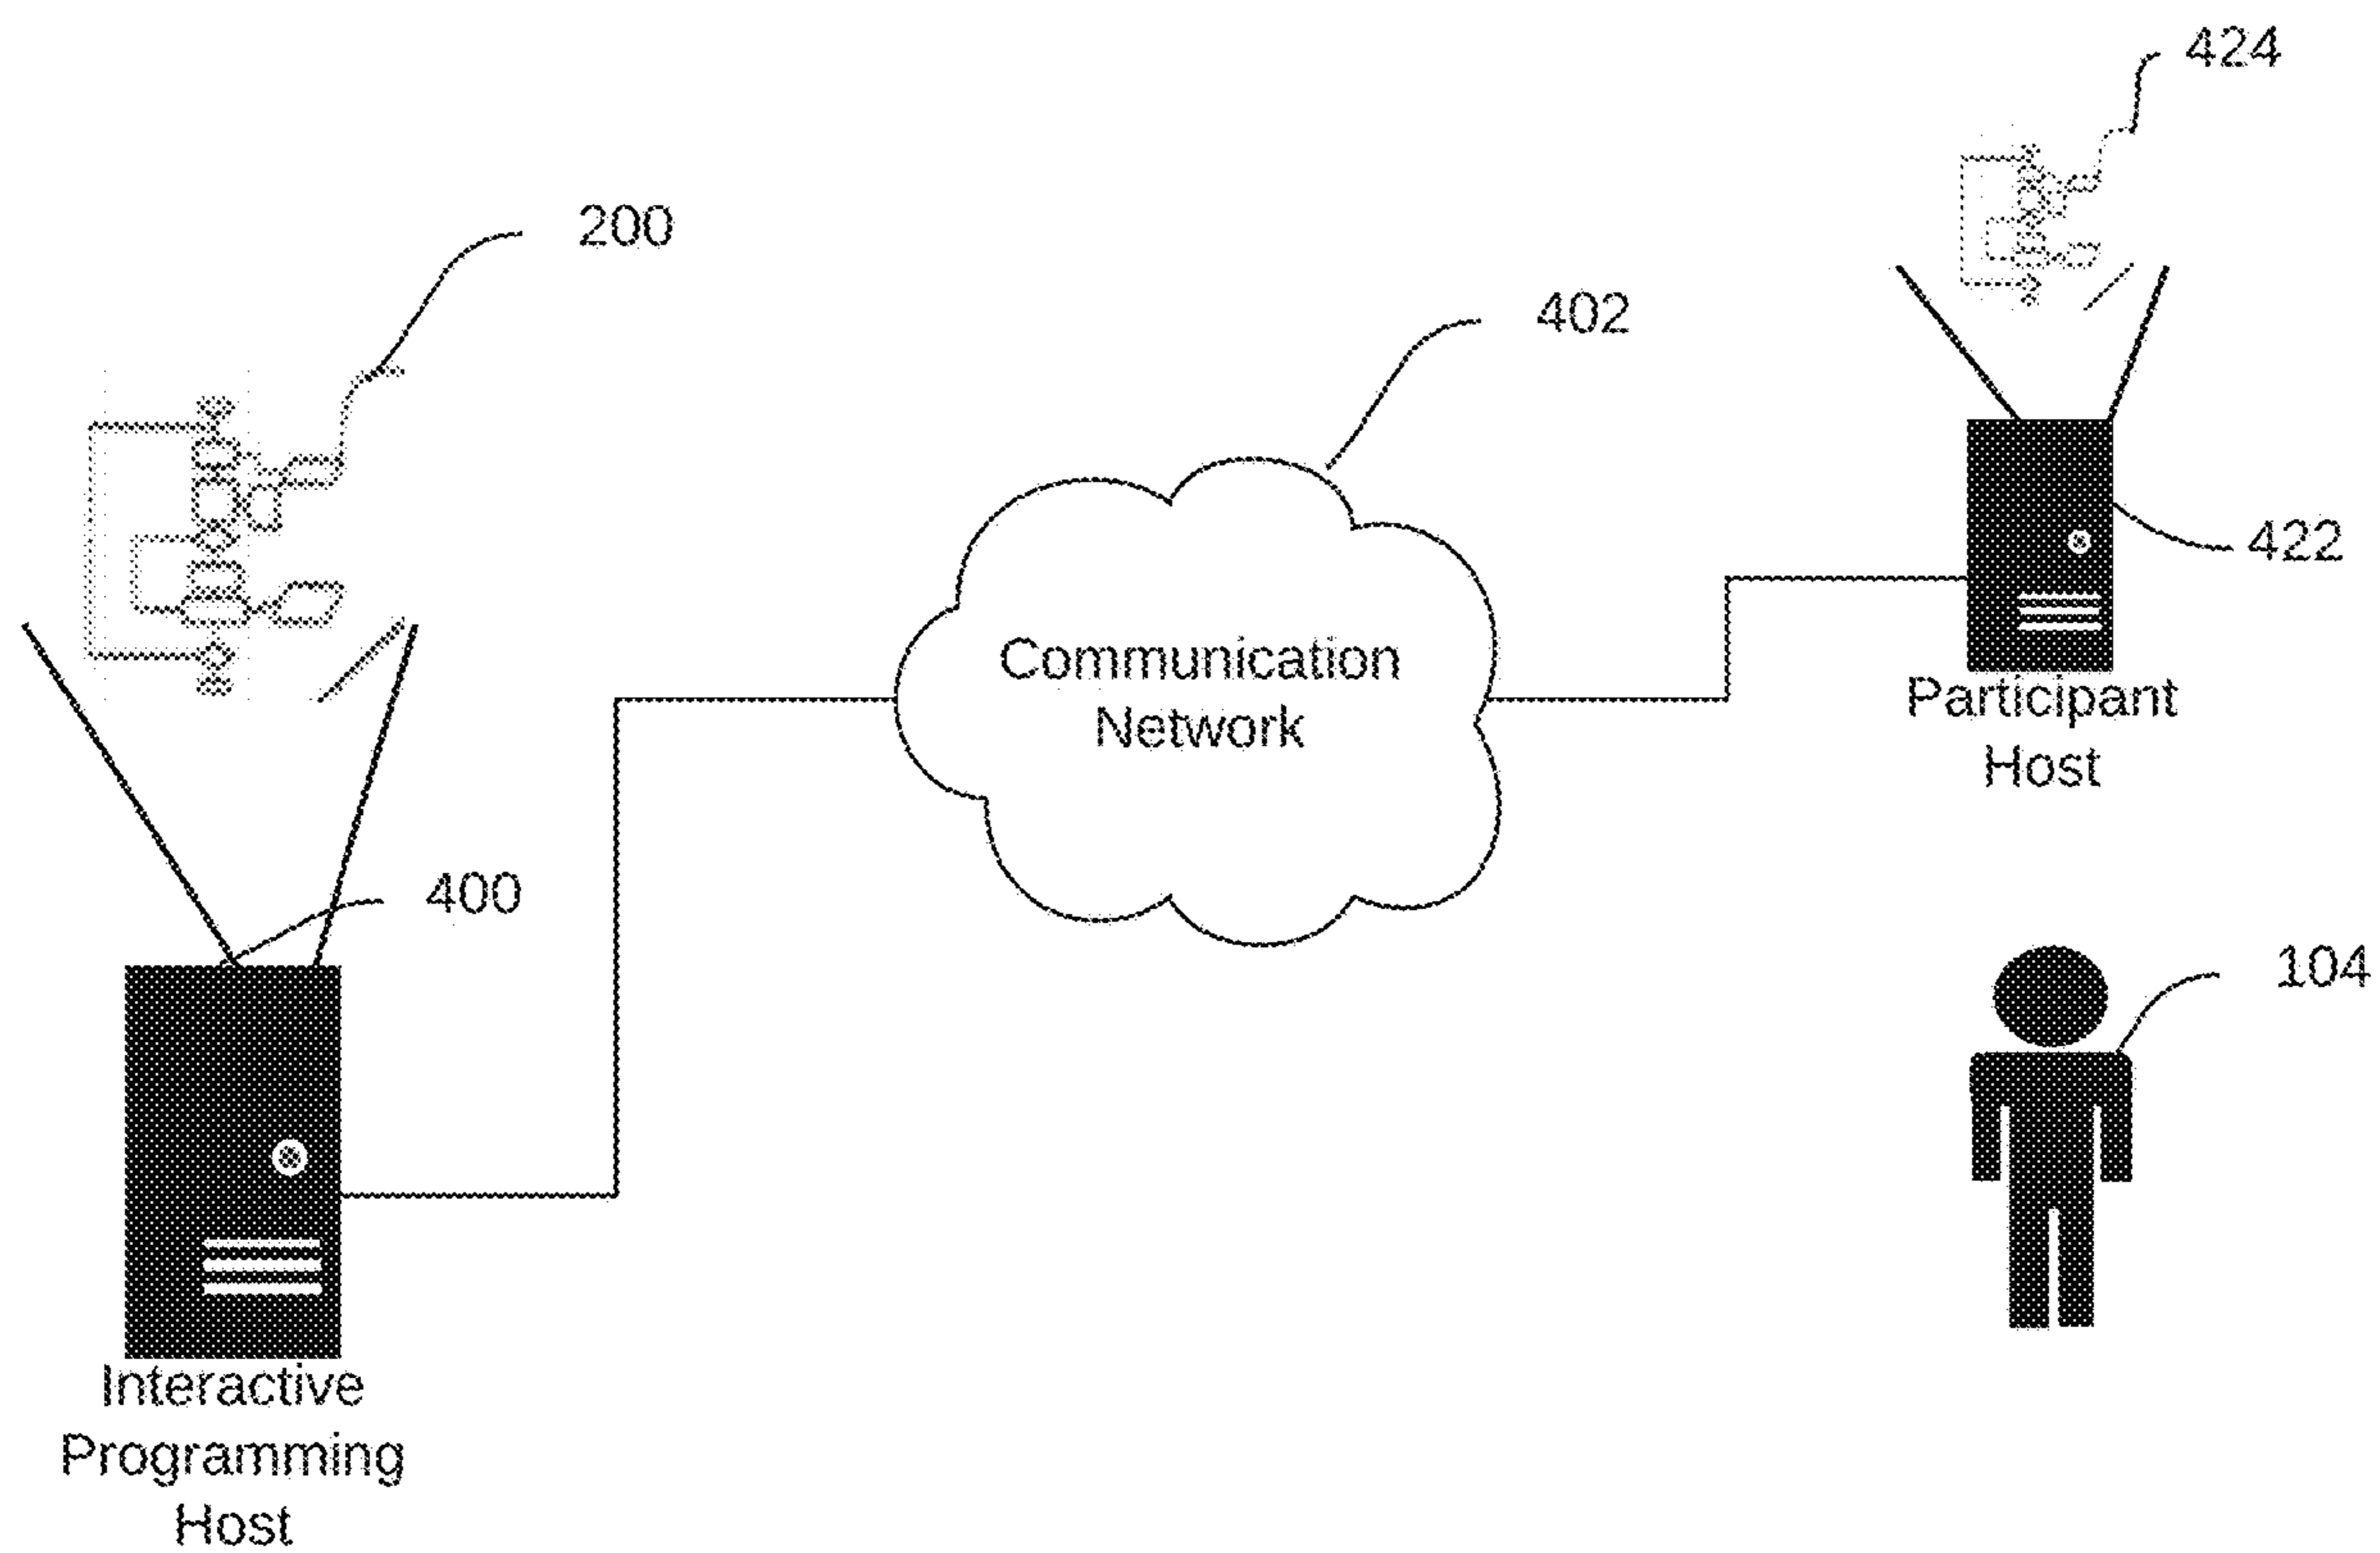 424
200
402
422
Communication
Network
Participant
Host
400
104
Interactive
Programming
Host